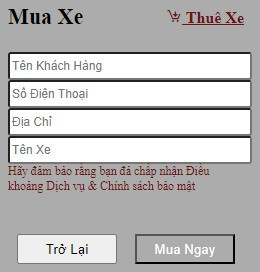 Mua Xe
Thuê Xe
Tên Khách Hàng
Số Điện Thoại
Địa Chỉ
Tên Xe
Hãy đảm bảo rằng bạn đã chấp nhận Điều
khoảng Dịch vụ & Chính sách bảo mật
Trở Lại
Mua Ngay